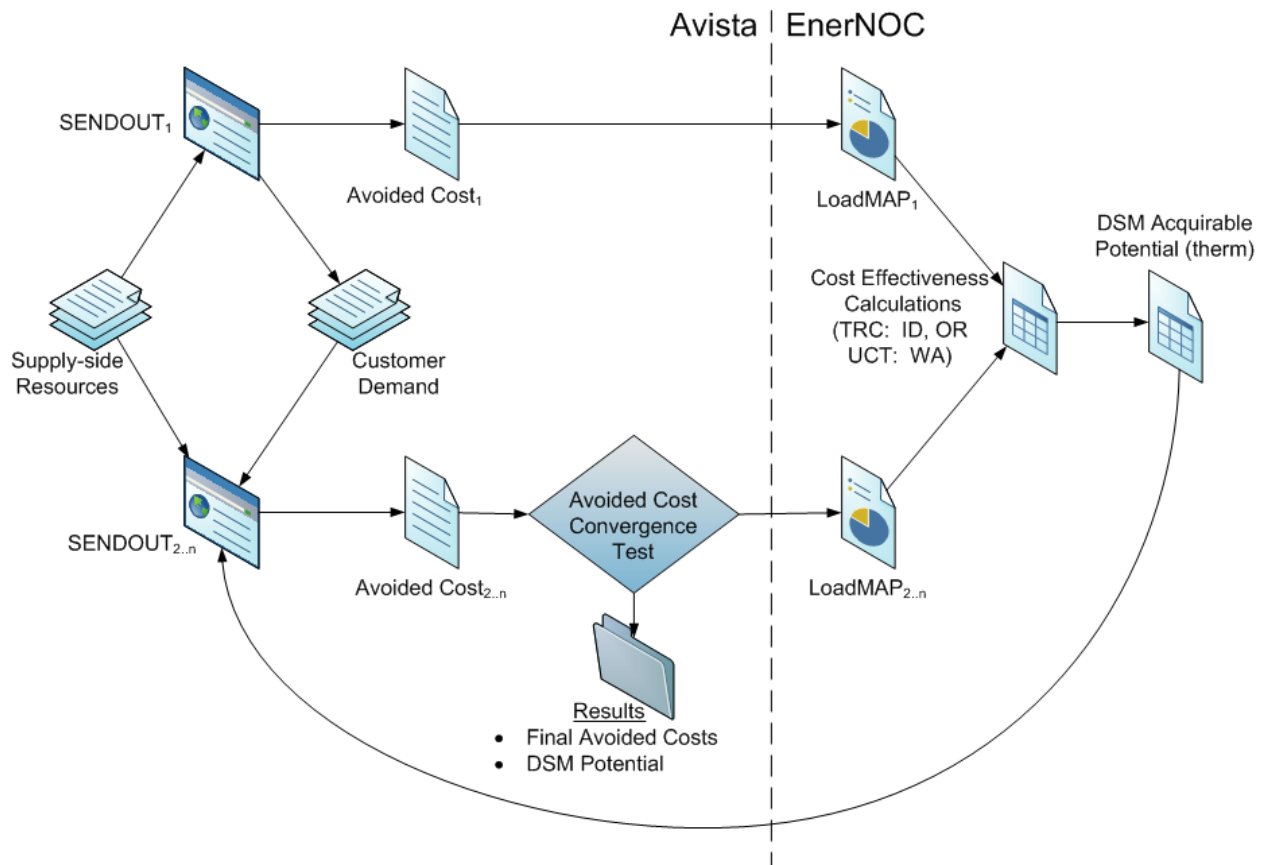 Avista
EnerNOC
SENDOUT₁
Avoided Cost₁
LoadMAP₁
DSM Acquirable
Potential (therm)
Cost Effectiveness
Calculations
(TRC: ID, OR
UCT: WA)
Supply-side
Resources
Customer
Demand
SENDOUT₂..ₙ
Avoided Cost₂..ₙ
Avoided Cost
Convergence
Test
LoadMAP₂..ₙ
Results
• Final Avoided Costs
• DSM Potential